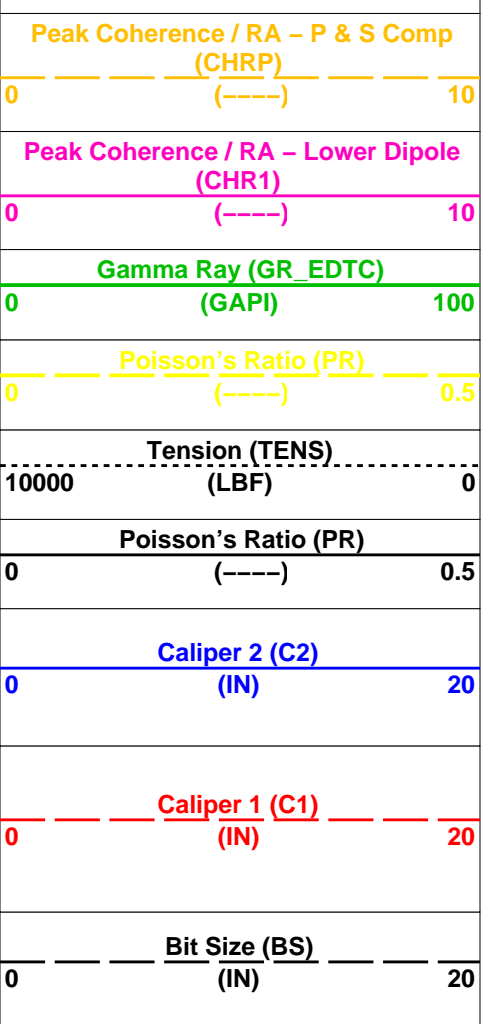 Peak Coherence / RA – P & S Comp
(CHRP)
0 (––––) 10
Peak Coherence / RA – Lower Dipole
(CHR1)
0 (––––) 10
Gamma Ray (GR_EDTC)
0 (GAPI) 100
Poisson's Ratio (PR)
0 (––––) 0.5
Tension (TENS)
10000 (LBF) 0
Poisson's Ratio (PR)
0 (––––) 0.5
Caliper 2 (C2)
0 (IN) 20
Caliper 1 (C1)
0 (IN) 20
Bit Size (BS)
0 (IN) 20